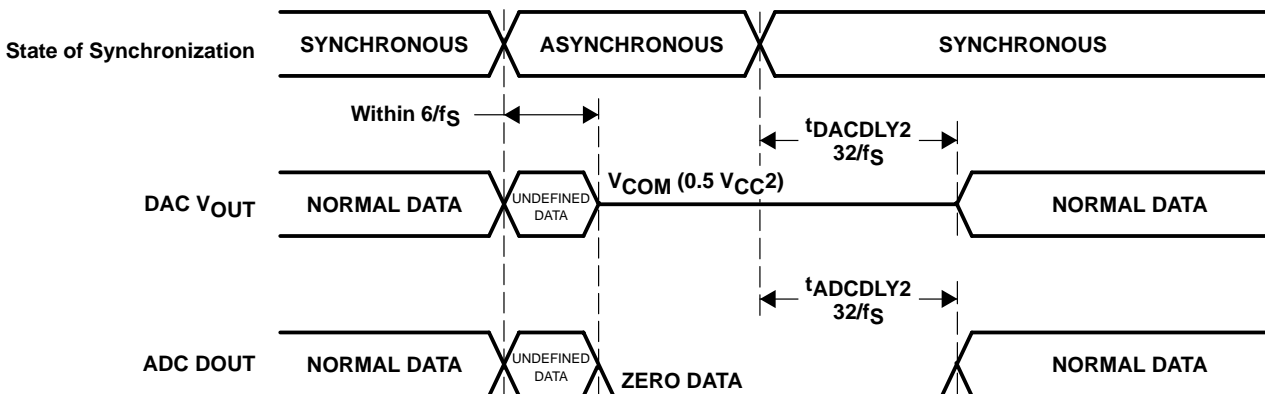 State of Synchronization
SYNCHRONOUS
ASYNCHRONOUS
SYNCHRONOUS
Within 6/fS
tDACDLY2
32/fS
DAC VOUT
NORMAL DATA
UNDEFINED
DATA
VCOM (0.5 VCC2)
NORMAL DATA
tADCDLY2
32/fS
ADC DOUT
NORMAL DATA
UNDEFINED
DATA
ZERO DATA
NORMAL DATA